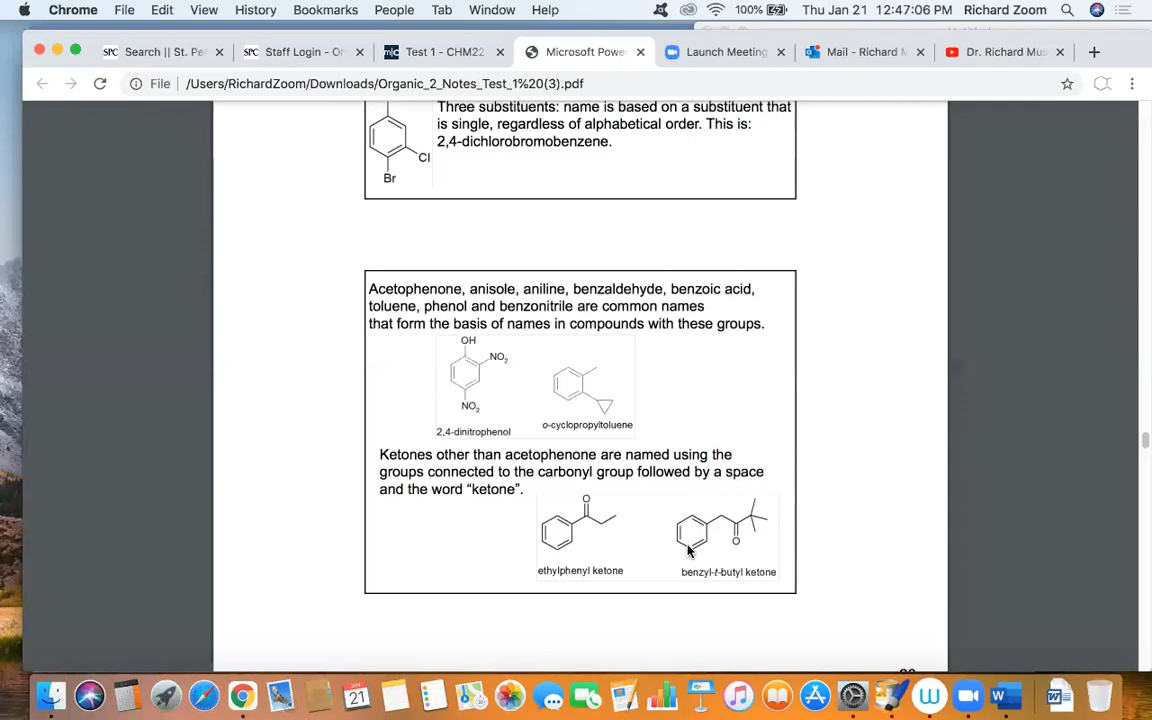 Chrome File Edit View History Bookmarks People Tab Window Help 100% Thu Jan 21 12:47:06 PM Richard Zoom
SPC Search || St. Pe SPC Staff Login - Or Test 1 - CHM22 Microsoft Powe Launch Meeting Mail - Richard M Dr. Richard Mus
File /Users/RichardZoom/Downloads/Organic_2_Notes_Test_1%20(3).pdf
Three substituents: name is based on a substituent that
is single, regardless of alphabetical order. This is:
2,4-dichlorobromobenzene.
Cl
Br
Acetophenone, anisole, aniline, benzaldehyde, benzoic acid,
toluene, phenol and benzonitrile are common names
that form the basis of names in compounds with these groups.
OH
NO2
NO2
2,4-dinitrophenol
o-cyclopropyltoluene
Ketones other than acetophenone are named using the
groups connected to the carbonyl group followed by a space
and the word “ketone”.
O
O
ethylphenyl ketone
benzyl-t-butyl ketone